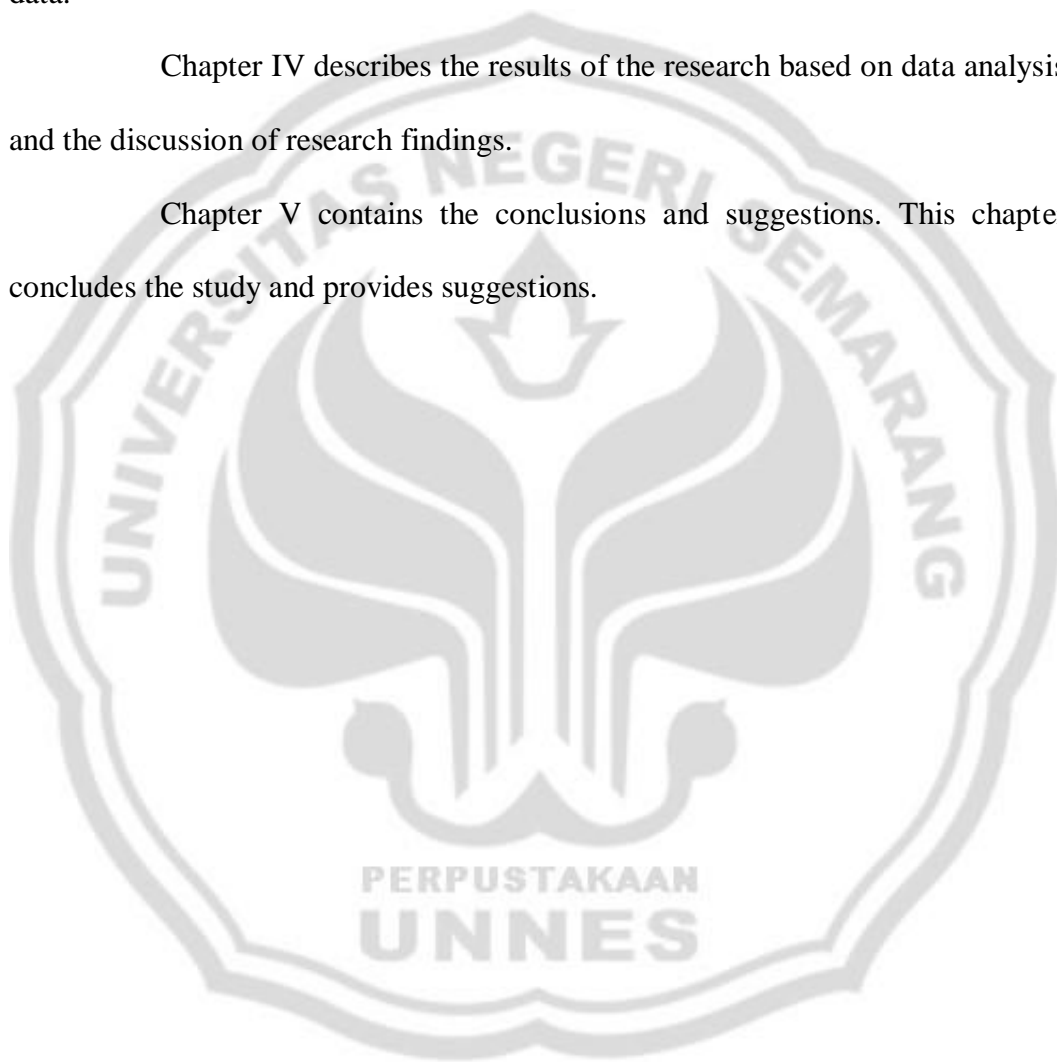 data.
Chapter IV describes the results of the research based on data analysis
and the discussion of research findings.
Chapter V contains the conclusions and suggestions. This chapte
concludes the study and provides suggestions.
UNIVERSITAS NEGERI SEMARANG
PERPUSTAKAAN
UNNES